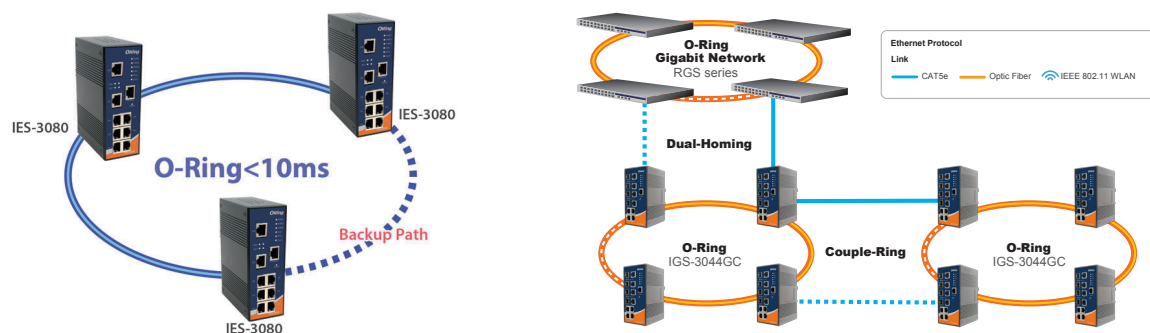 IES-3080
IES-3080
O-Ring<10ms
Backup Path
IES-3080
O-Ring
Gigabit Network
RGS series
Ethernet Protocol
Link
CAT5e
Optic Fiber
IEEE 802.11 WLAN
Dual-Homing
O-Ring
IGS-3044GC
Couple-Ring
O-Ring
IGS-3044GC